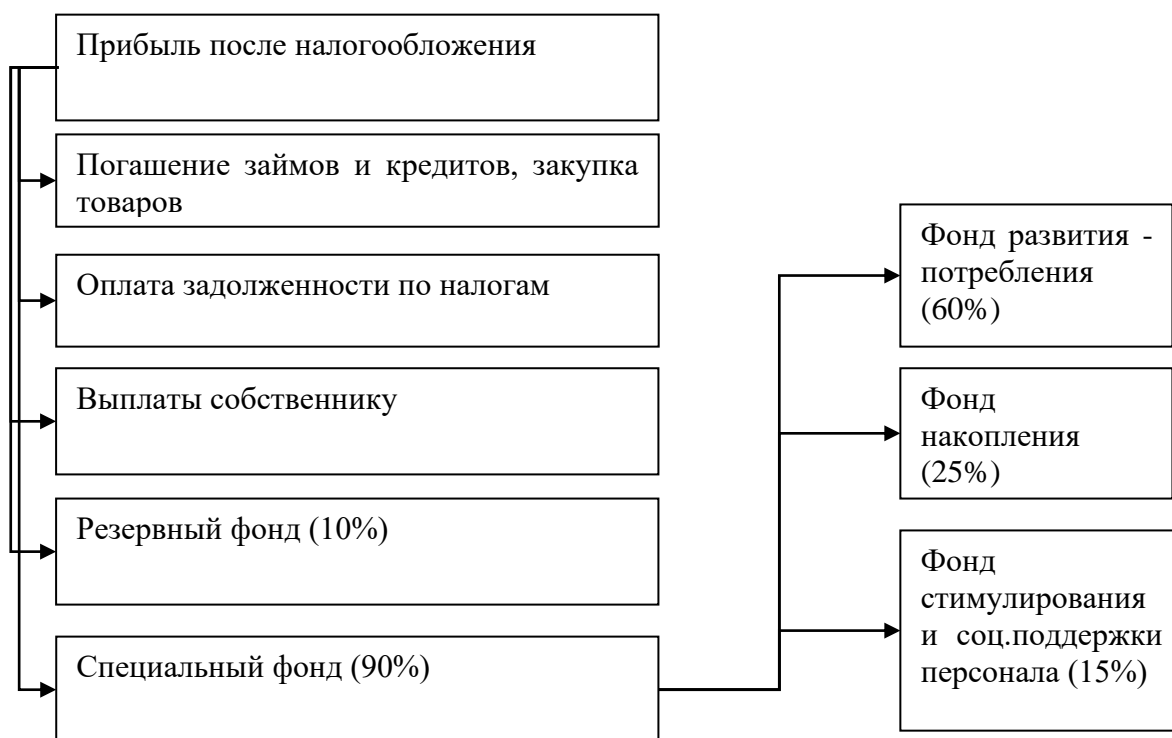 Прибыль после налогообложения
Погашение займов и кредитов, закупка
товаров
Оплата задолженности по налогам
Выплаты собственнику
Резервный фонд (10%)
Специальный фонд (90%)
Фонд развития -
потребления
(60%)
Фонд
накопления
(25%)
Фонд
стимулирования
и соц.поддержки
персонала (15%)